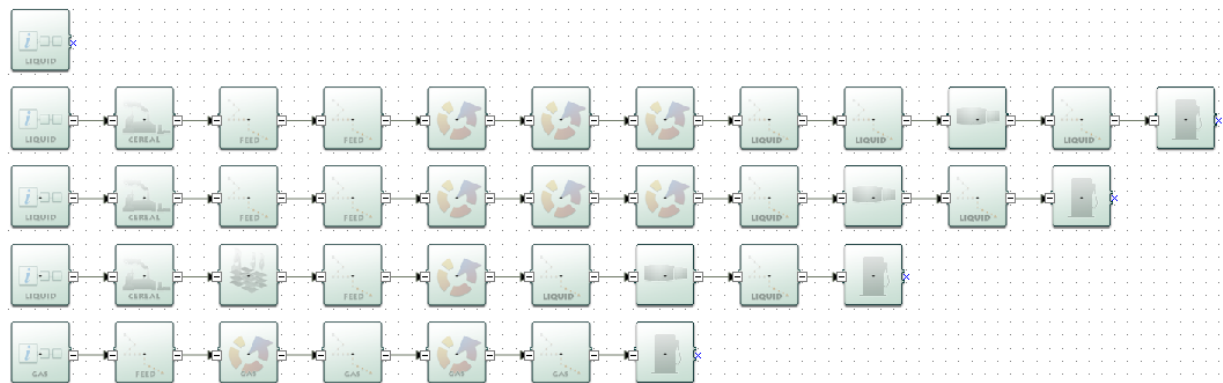 i LIQUID
i LIQUID CEREAL FEED FEED LIQUID LIQUID LIQUID
i LIQUID CEREAL FEED FEED LIQUID LIQUID
i LIQUID CEREAL FEED LIQUID LIQUID
i GAS FEED GAS GAS GAS GAS